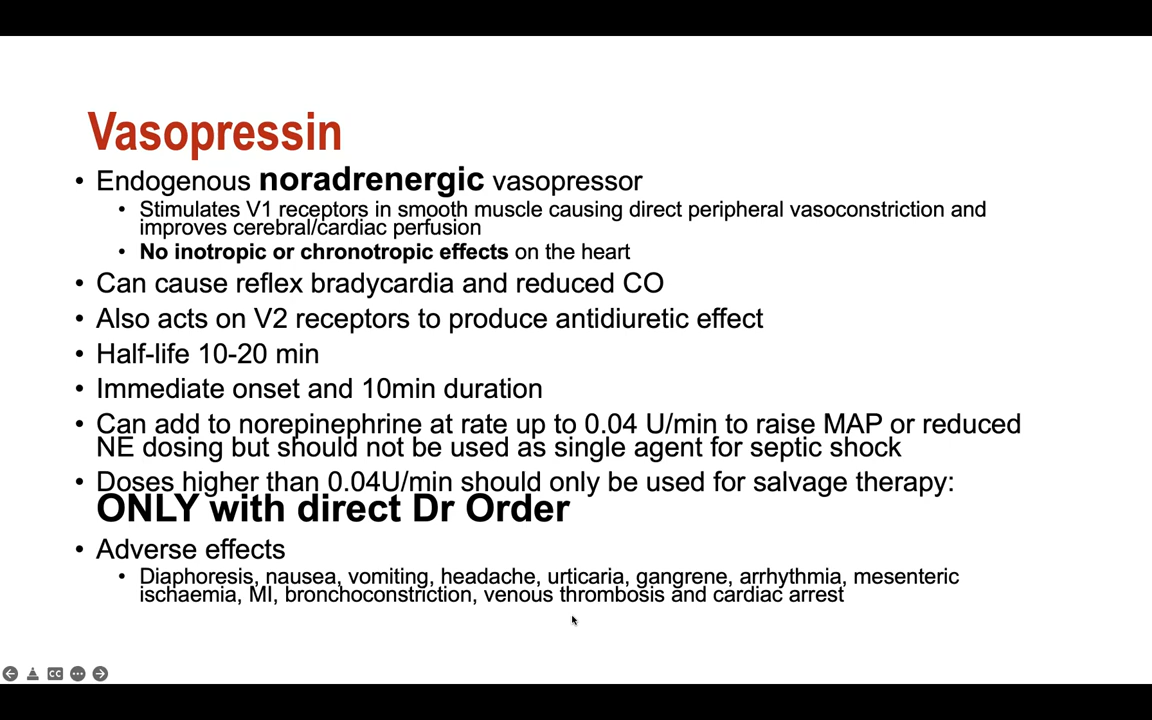 Vasopressin
• Endogenous noradrenergic vasopressor
• Stimulates V1 receptors in smooth muscle causing direct peripheral vasoconstriction and
improves cerebral/cardiac perfusion
• No inotropic or chronotropic effects on the heart
• Can cause reflex bradycardia and reduced CO
• Also acts on V2 receptors to produce antidiuretic effect
• Half-life 10-20 min
• Immediate onset and 10min duration
• Can add to norepinephrine at rate up to 0.04 U/min to raise MAP or reduced
NE dosing but should not be used as single agent for septic shock
• Doses higher than 0.04U/min should only be used for salvage therapy:
ONLY with direct Dr Order
• Adverse effects
• Diaphoresis, nausea, vomiting, headache, urticaria, gangrene, arrhythmia, mesenteric
ischaemia, MI, bronchoconstriction, venous thrombosis and cardiac arrest
CC